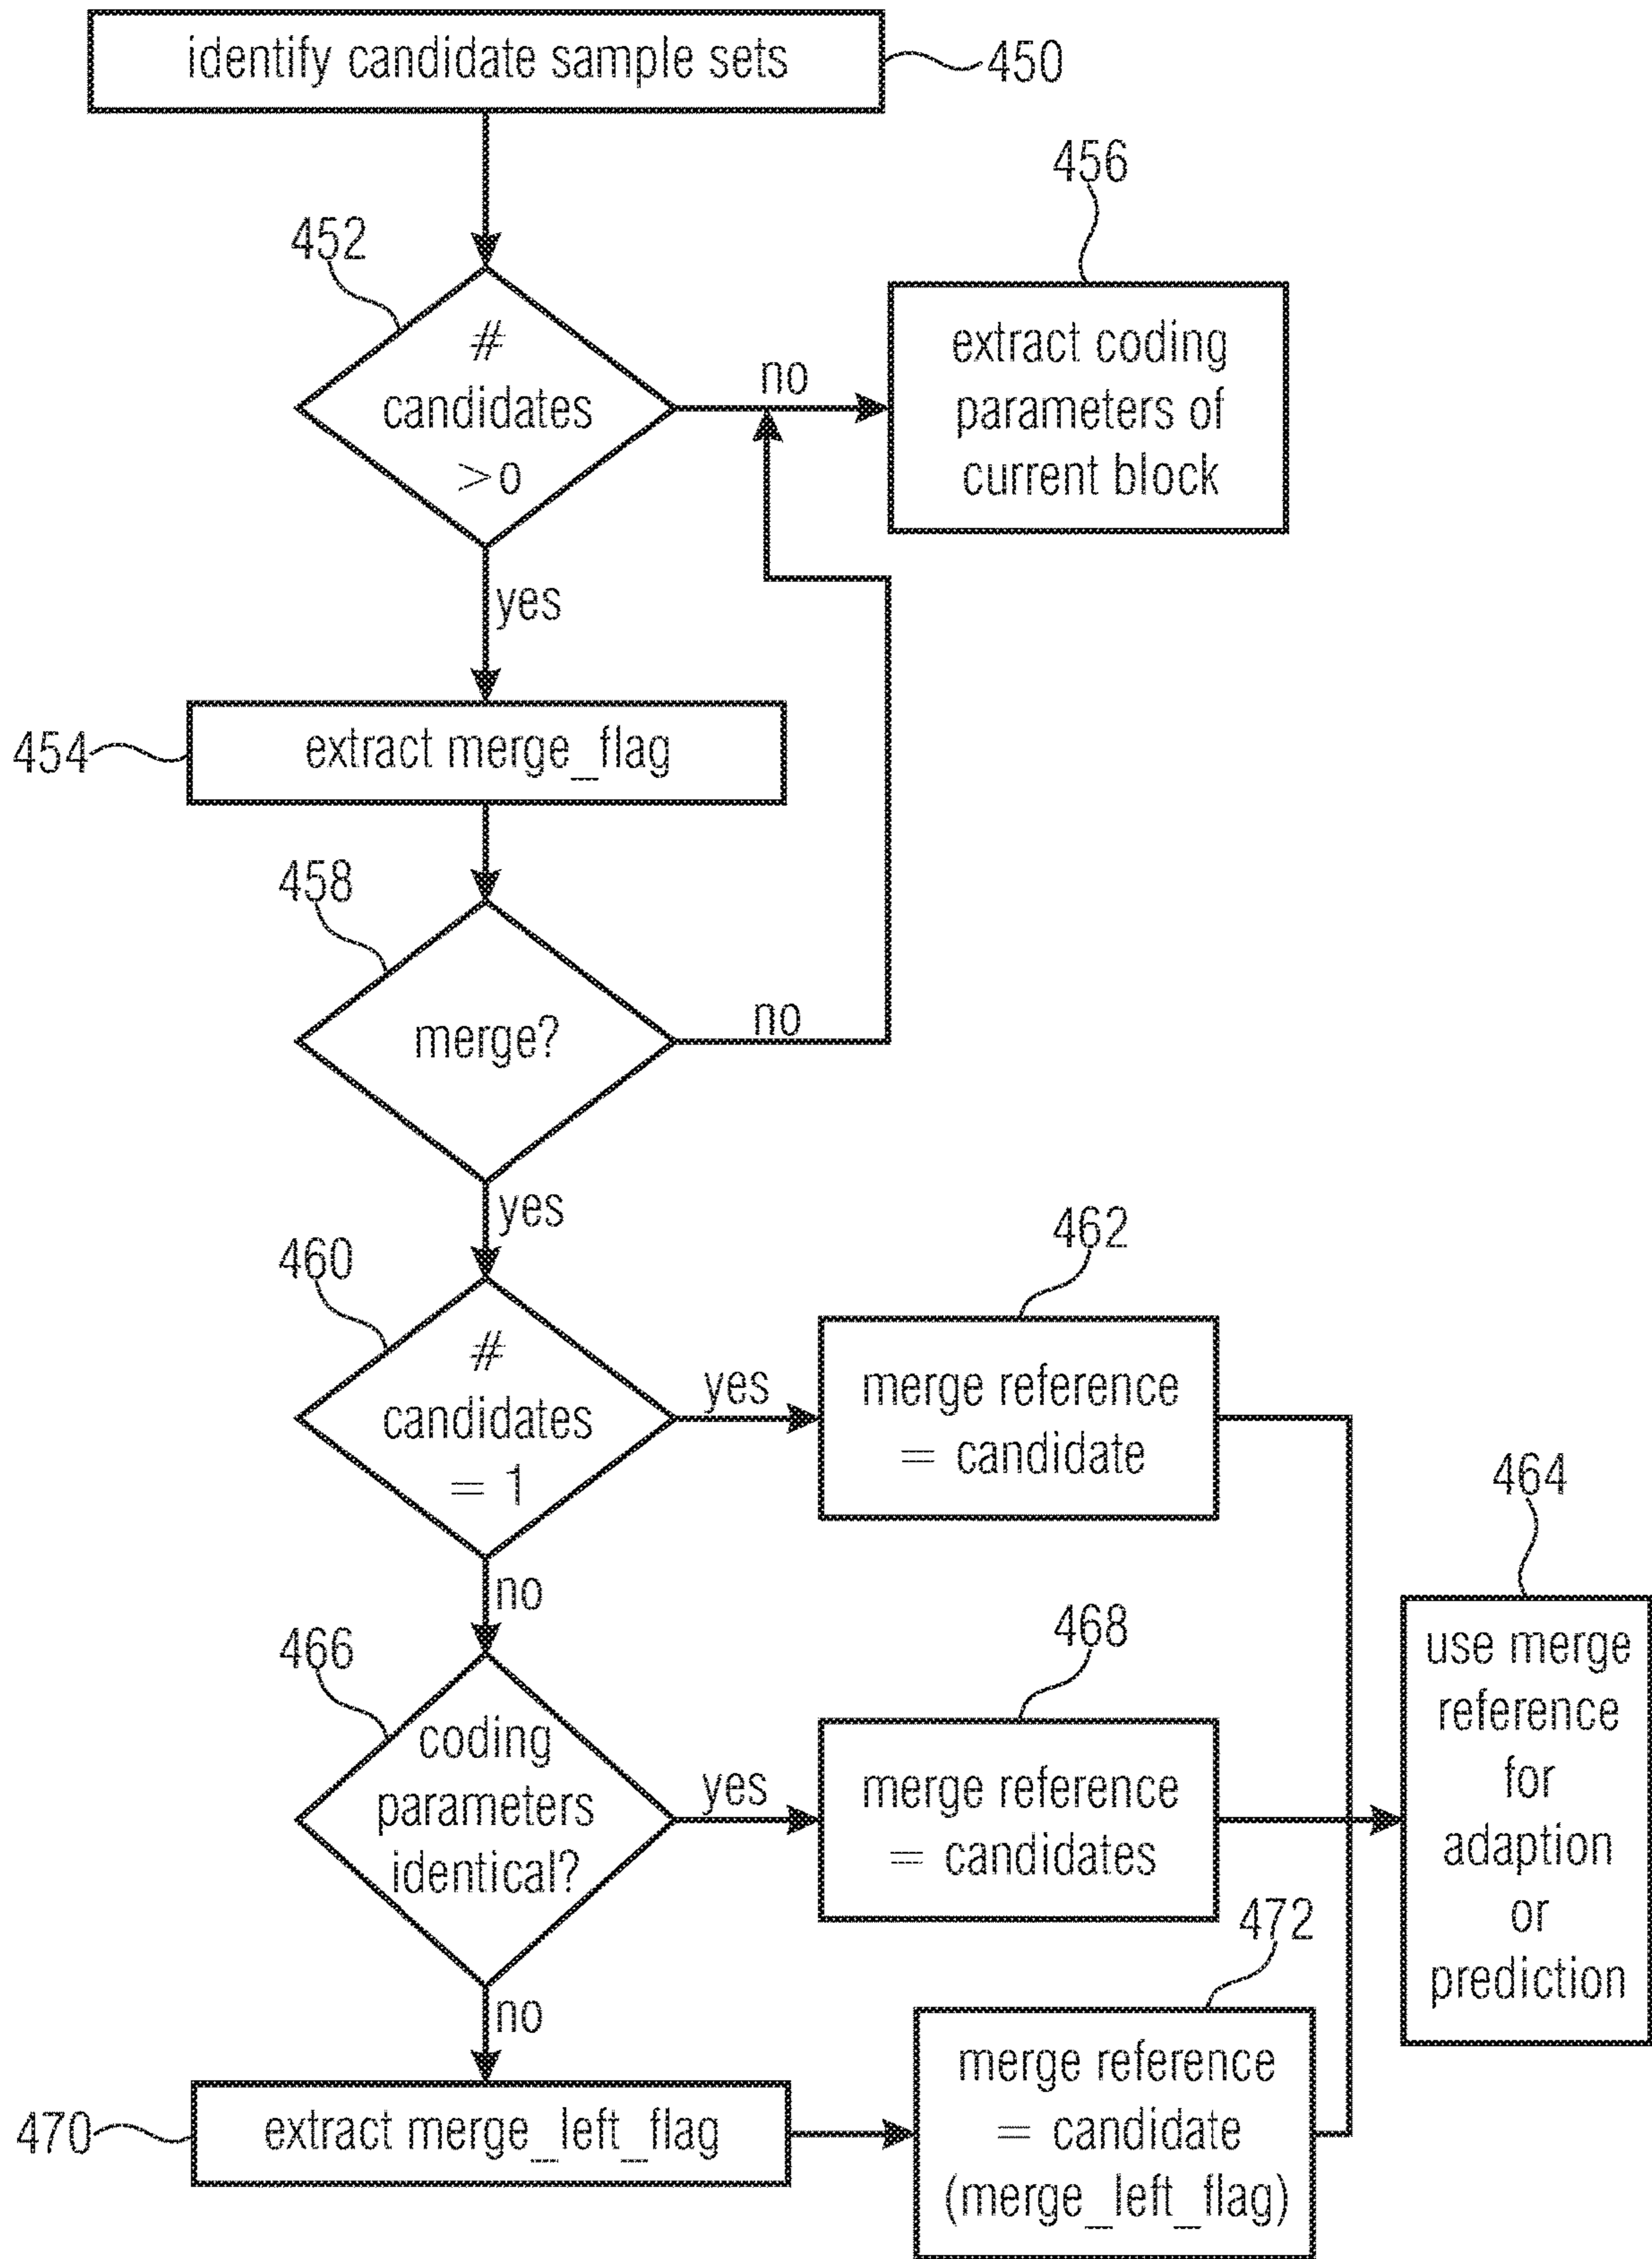 identify candidate sample sets
450
456
452
#
candidates
>o
no
extract coding
parameters of
current block
yes
454
extract merge_flag
458
merge?
no
yes
460
462
#
candidates
= 1
yes
merge reference
= candidate
464
no
466
468
coding
parameters
identical?
yes
merge reference
= candidates
use merge
reference
for
adaption
or
prediction
472
no
470
extract merge_left_flag
merge reference
= candidate
(merge_left_flag)